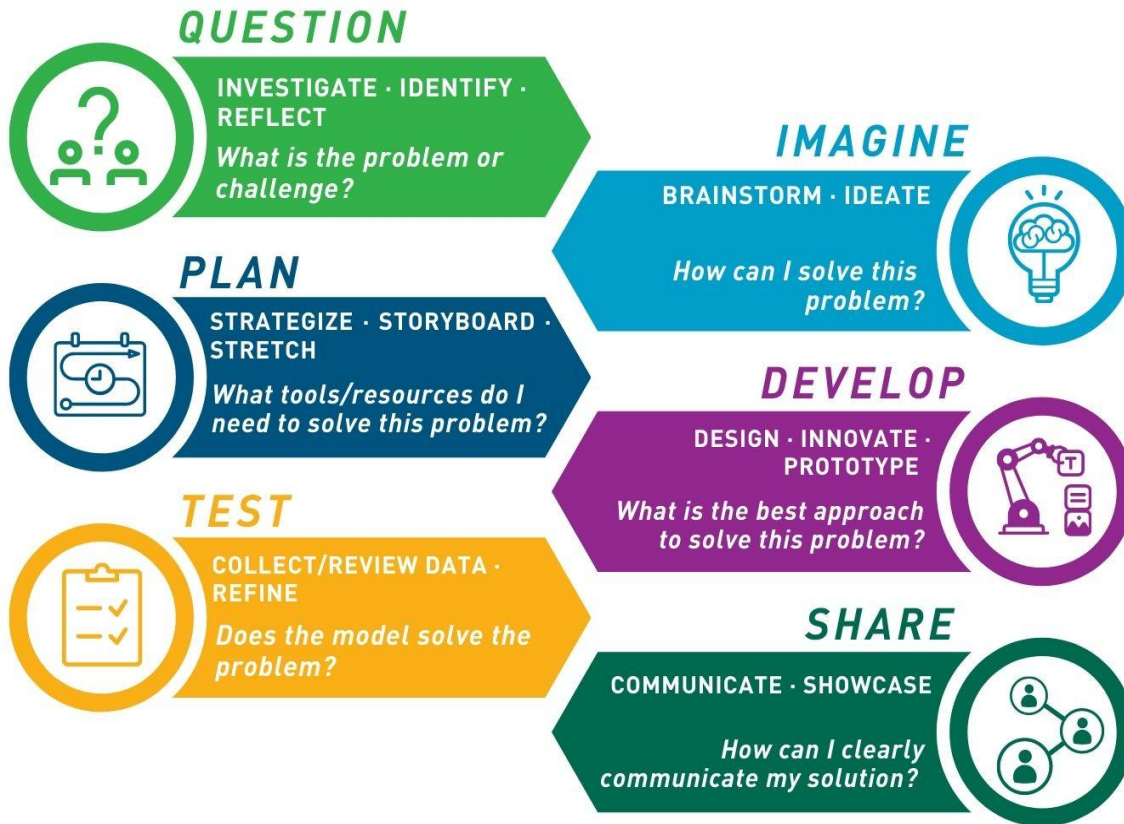 QUESTION
INVESTIGATE · IDENTIFY ·
REFLECT
What is the problem or
challenge?
IMAGINE
BRAINSTORM · IDEATE
How can I solve this
problem?
PLAN
STRATEGIZE · STORYBOARD ·
STRETCH
What tools/resources do I
need to solve this problem?
DEVELOP
DESIGN · INNOVATE ·
PROTOTYPE
What is the best approach
to solve this problem?
T
TEST
COLLECT/REVIEW DATA ·
REFINE
Does the model solve the
problem?
SHARE
COMMUNICATE · SHOWCASE
How can I clearly
communicate my solution?